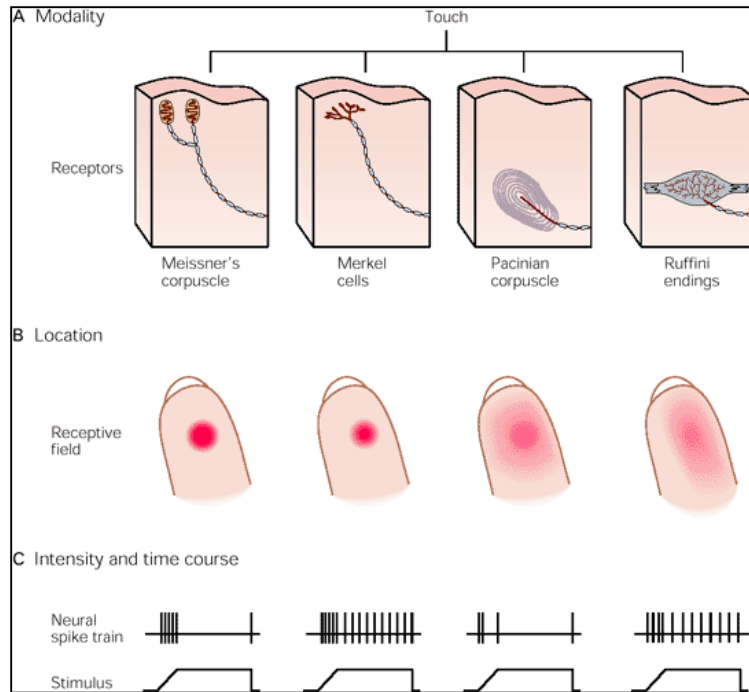 A Modality
Touch
Receptors
Meissner's
corpuscle
Merkel
cells
Pacinian
corpuscle
Ruffini
endings
B Location
Receptive
field
C Intensity and time course
Neural
spike train
Stimulus